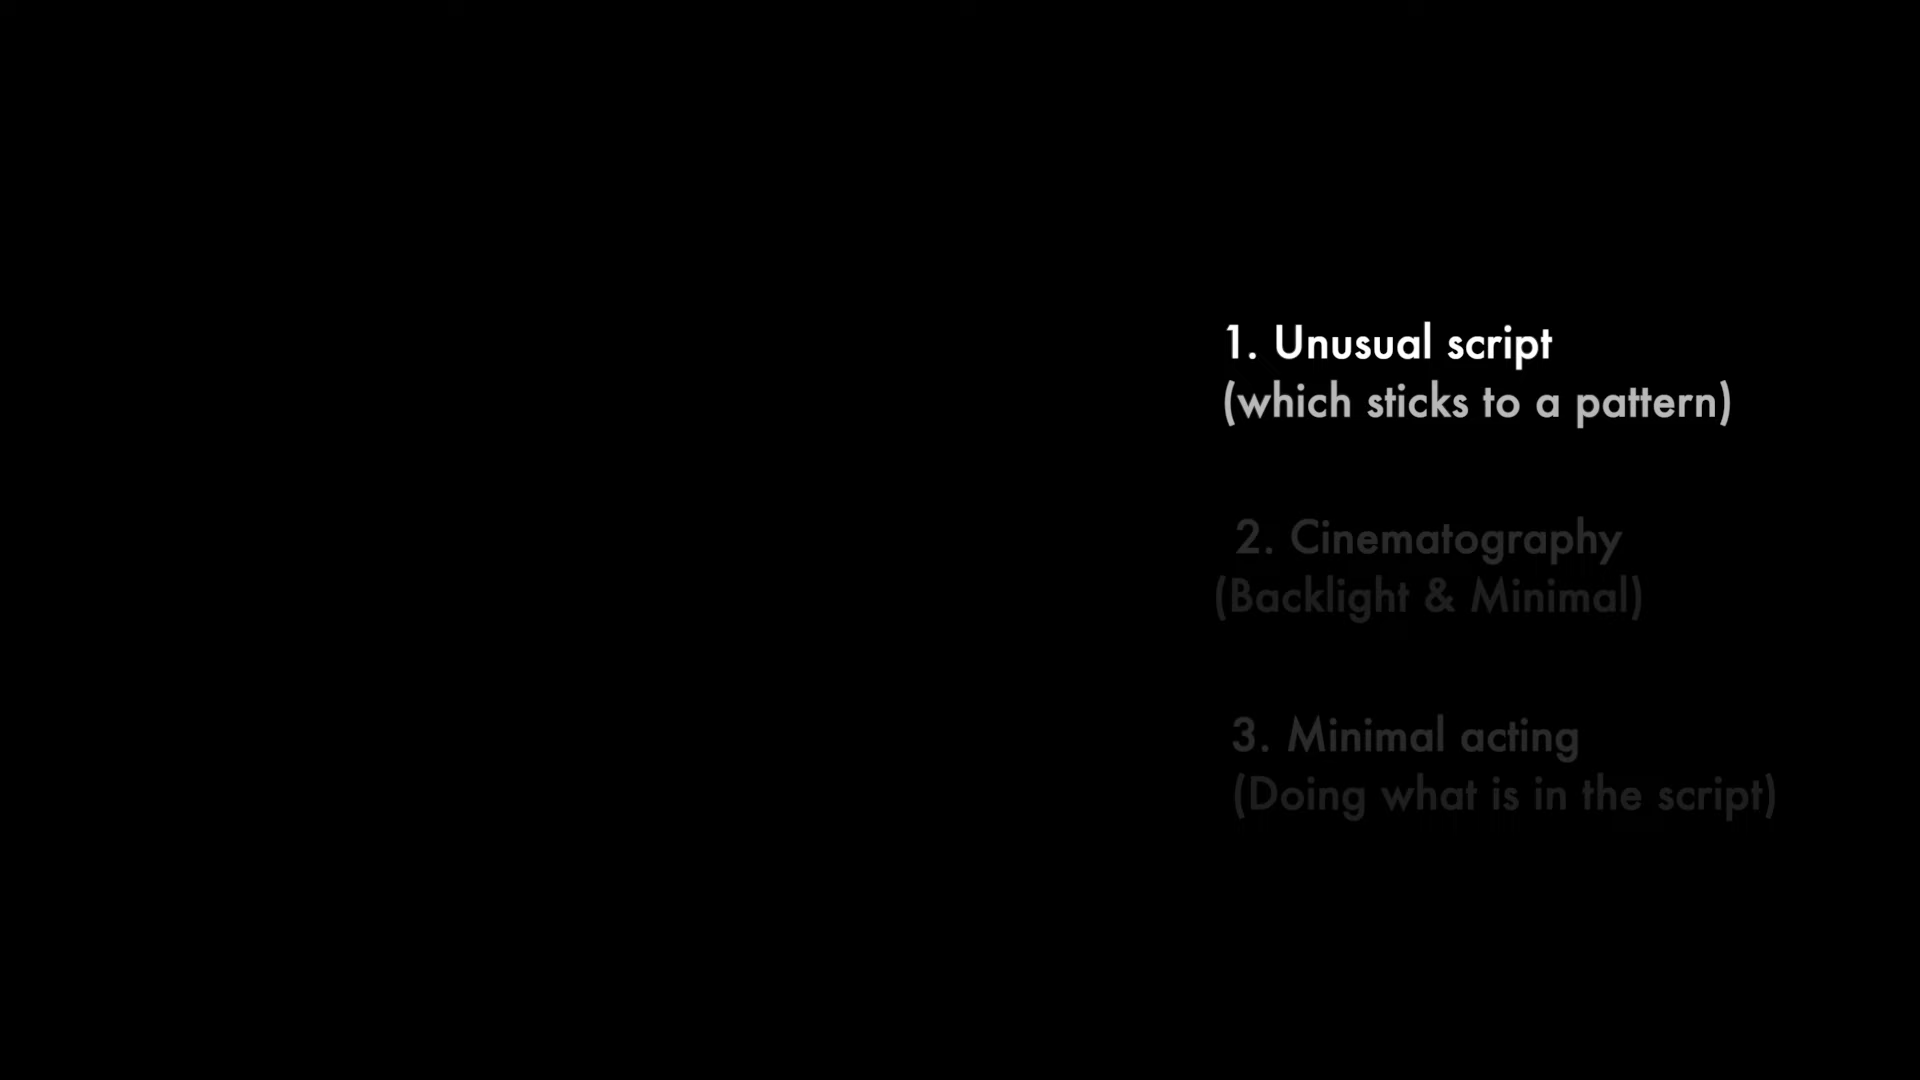 1. Unusual script
(which sticks to a pattern)
2. Cinematography
(Backlight & Minimal)
3. Minimal acting
(Doing what is in the script)